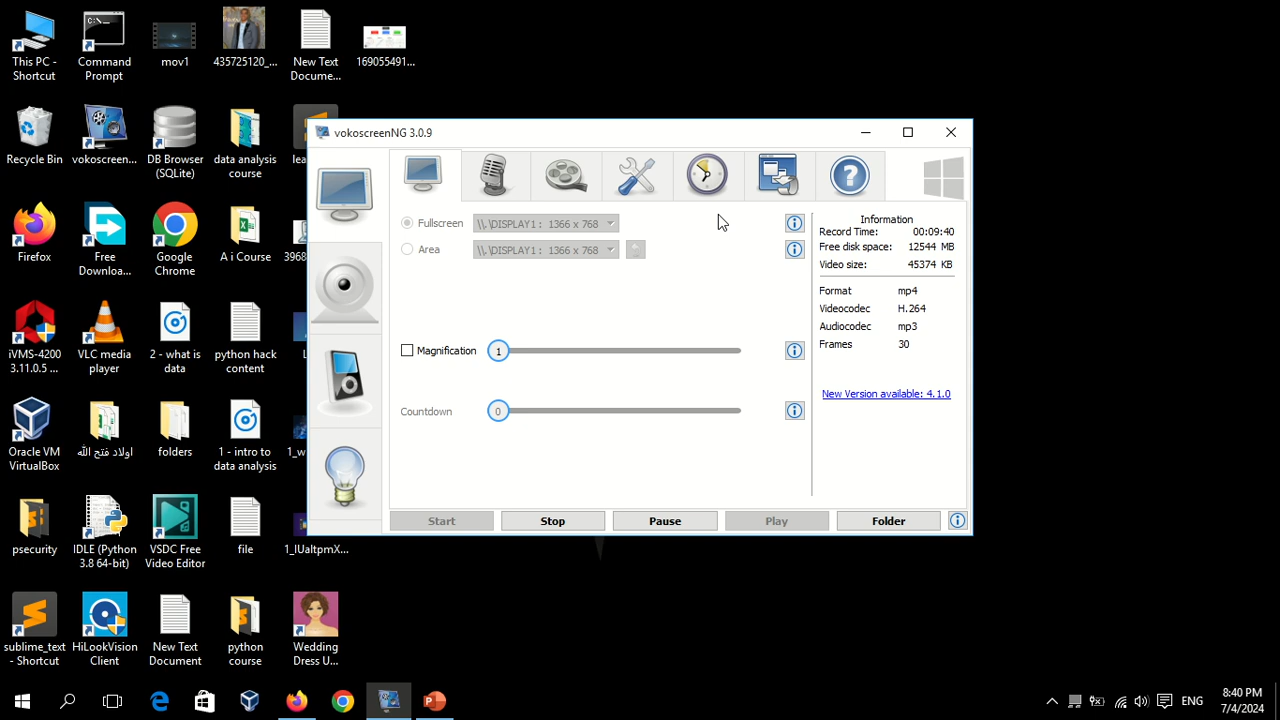 This PC -
Shortcut
Command
Prompt
mov1
435725120_...
New Text
Docume...
169055491...
Recycle Bin
vokoscreen...
DB Browser
(SQLite)
data analysis
course
lea
Firefox
Free
Downloa...
Google
Chrome
A i Course
3968
iVMS-4200
3.11.0.5 ...
VLC media
player
2 - what is
data
python hack
content
L
Oracle VM
VirtualBox
اولاد فتح الله
folders
1 - intro to
data analysis
1_w
psecurity
IDLE (Python
3.8 64-bit)
VSDC Free
Video Editor
file
1_IUaltpmX...
sublime_text
- Shortcut
HiLookVision
Client
New Text
Document
python
course
Wedding
Dress U...
vokoscreenNG 3.0.9
Fullscreen
\\.\DISPLAY1 : 1366 x 768
Area
\\.\DISPLAY1 : 1366 x 768
Magnification
1
Countdown
0
Information
Record Time: 00:09:40
Free disk space: 12544 MB
Video size: 45374 KB
Format mp4
Videocodec H.264
Audiocodec mp3
Frames 30
New Version available: 4.1.0
Start
Stop
Pause
Play
Folder
ENG
8:40 PM
7/4/2024